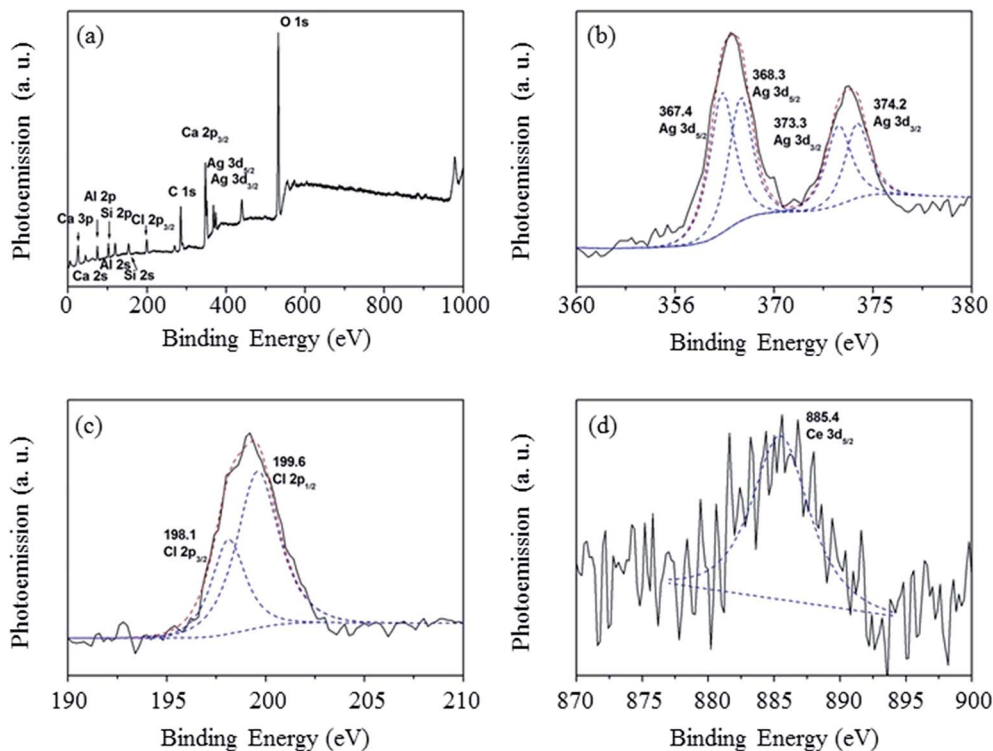 (a)
O 1s
Ca 2p3/2
Ag 3d5/2
Ag 3d3/2
C 1s
Al 2p
Si 2p
Cl 2p3/2
Ca 3p
Ca 2s
Al 2s
Si 2s
Photoemission (a. u.)
0 200 400 600 800 1000
Binding Energy (eV)
(b)
368.3
Ag 3d5/2
367.4
Ag 3d5/2
373.3
Ag 3d3/2
374.2
Ag 3d3/2
Photoemission (a. u.)
360 356 370 375 380
Binding Energy (eV)
(c)
199.6
Cl 2p1/2
198.1
Cl 2p3/2
Photoemission (a. u.)
190 195 200 205 210
Binding Energy (eV)
(d)
885.4
Ce 3d5/2
Photoemission (a. u.)
870 875 880 885 890 895 900
Binding Energy (eV)